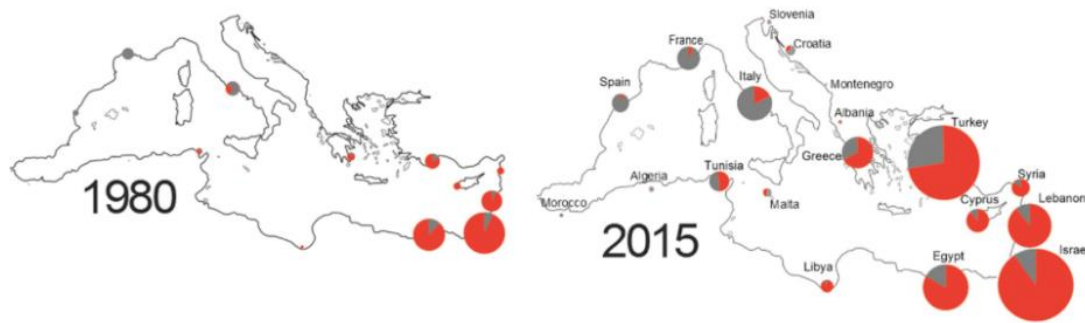 1980
Slovenia
France
Croatia
Italy
Spain
Montenegro
Albania
Turkey
Greece
Tunisia
Algeria
Syria
Malta
Cyprus
Lebanon
Morocco
2015
Libya
Egypt
Israe